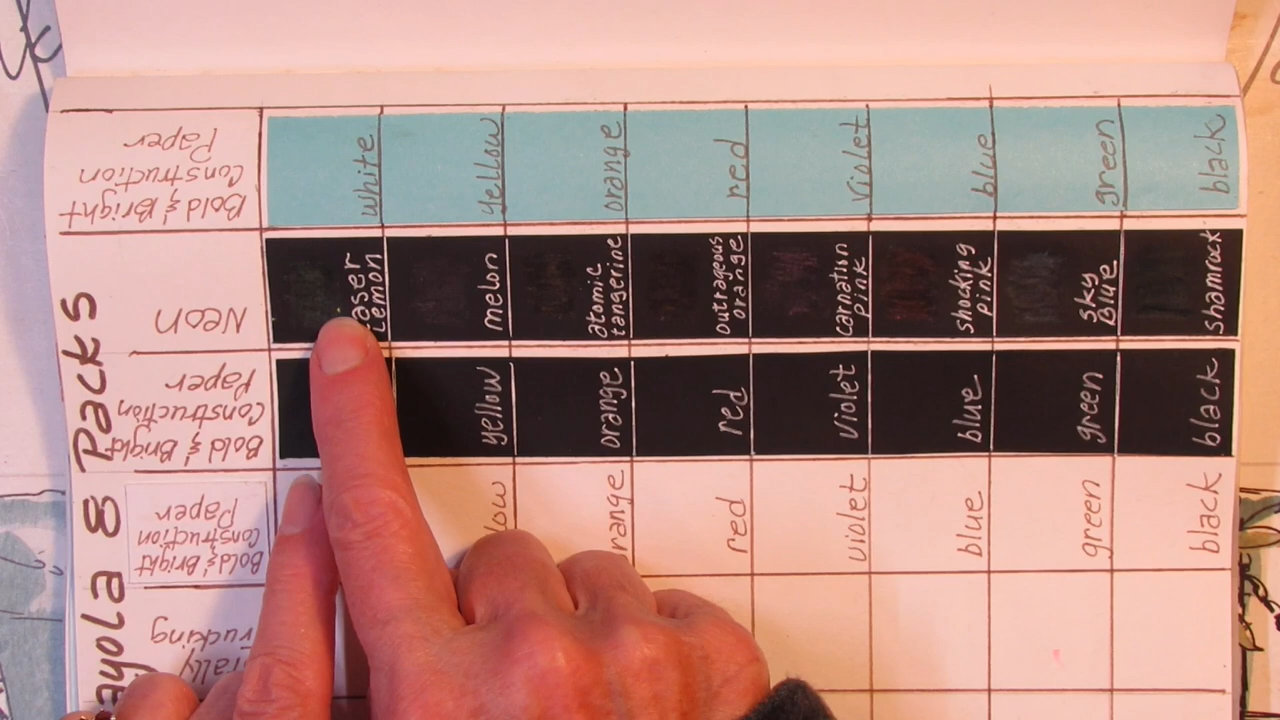 Bold & Bright
Construction
Paper
white
yellow
orange
red
violet
blue
green
black
Neon
Laser
Lemon
melon
atomic
tangerine
outrageous
orange
carnation
pink
shocking
pink
sky
Blue
shamrock
Bold & Bright
Construction
Paper
yellow
orange
red
violet
blue
green
black
Bold & Bright
Construction
Paper
red
violet
blue
green
black
8 Packs